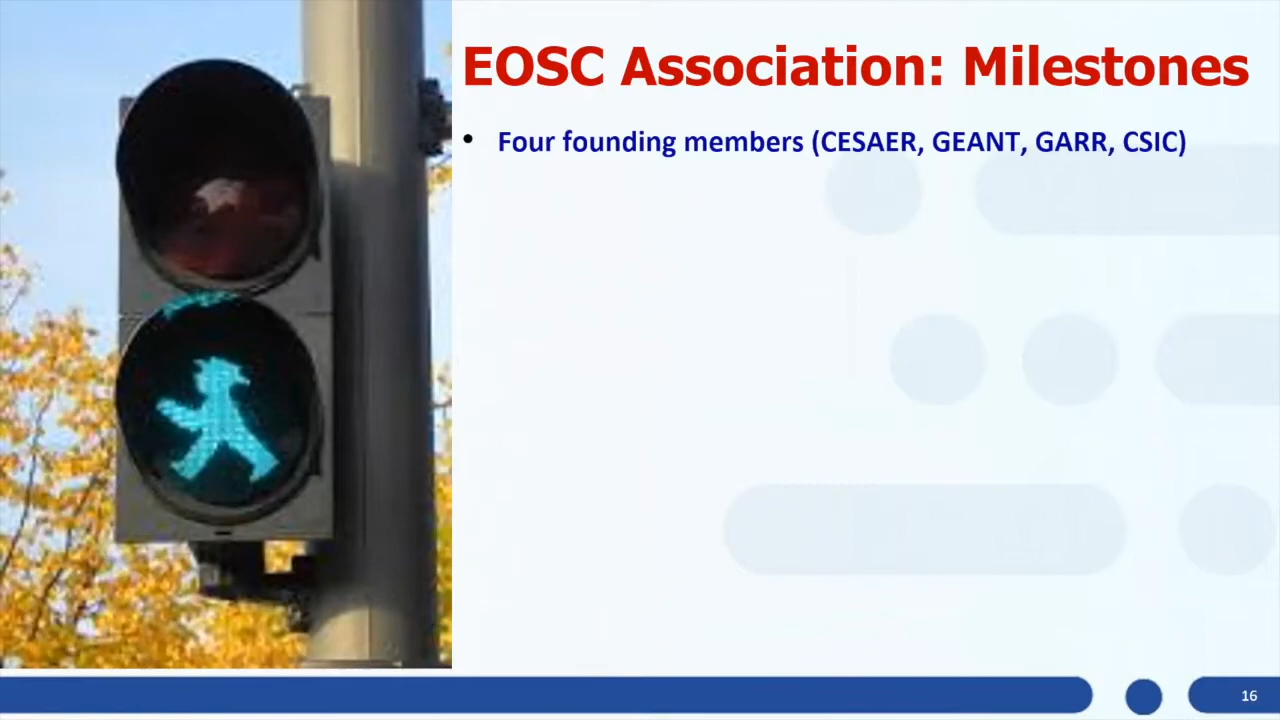 EOSC Association: Milestones
• Four founding members (CESAER, GEANT, GARR, CSIC)
16